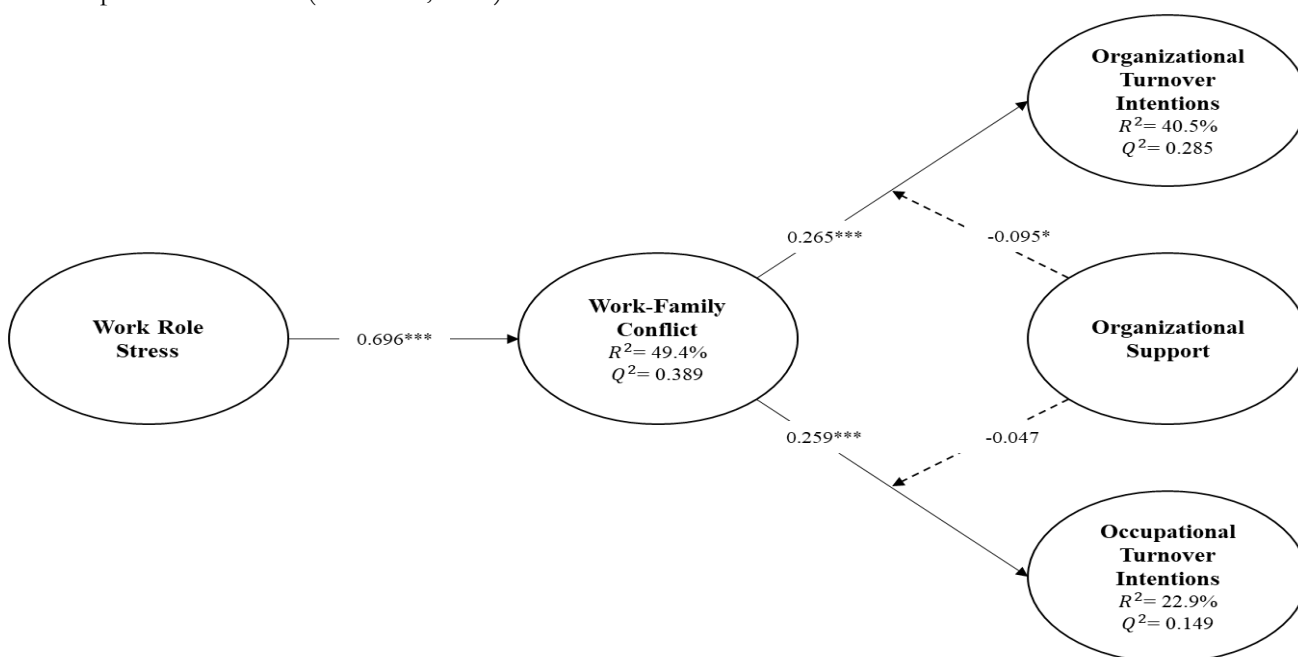 Organizational
Turnover
Intentions
R²= 40.5%
Q²= 0.285
0.265***
-0.095*
Work Role
Stress
0.696***
Work-Family
Conflict
R²= 49.4%
Q²= 0.389
Organizational
Support
0.259***
-0.047
Occupational
Turnover
Intentions
R²= 22.9%
Q²= 0.149